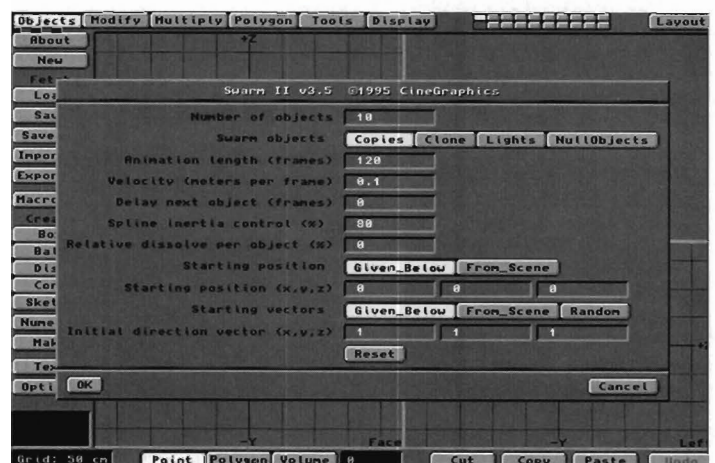 Objects Modify Multiply Polygon Tools Display Layout
About +Z
New
Swarm II v3.5 ©1995 CineGraphics
Number of objects 10
Swarm objects Copies Clone Lights NullObjects
Animation length (frames) 120
Velocity (meters per frame) 0.1
Delay next object (frames) 0
Spline inertia control (%) 80
Relative dissolve per object (%) 0
Starting position Given_Below From_Scene
Starting position (x,y,z) 0 0 0
Starting vectors Given_Below From_Scene Random
Initial direction vector (x,y,z) 1 1 1
Reset
OK Cancel
-Y Face -Y Lef
Grid: 50 cm Point Polygon Volume 0 Cut Copy Paste Undo